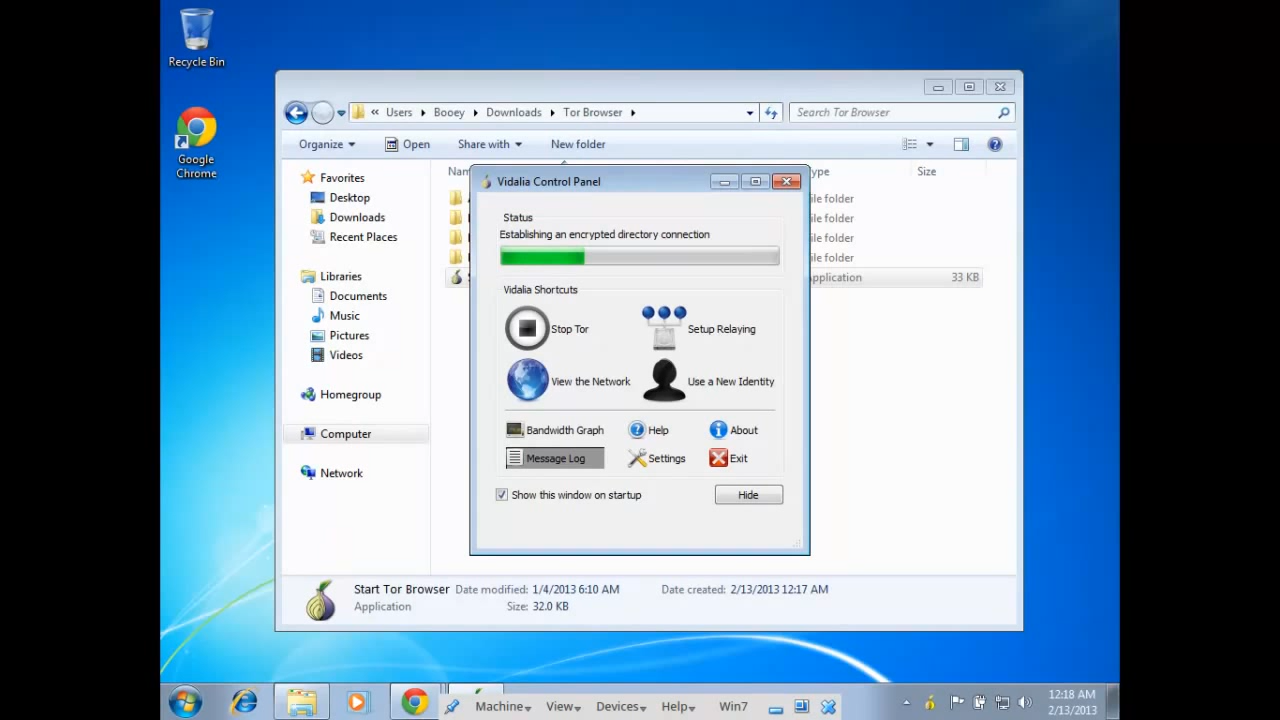 Recycle Bin
Google
Chrome
« Users Booey Downloads Tor Browser
Search Tor Browser
Organize Open Share with New folder
Type Size
Favorites
Desktop
Downloads
Recent Places
Libraries
Documents
Music
Pictures
Videos
Homegroup
Computer
Network
file folder
file folder
file folder
file folder
Application 33 KB
Vidalia Control Panel
Status
Establishing an encrypted directory connection
Vidalia Shortcuts
Stop Tor Setup Relaying
View the Network Use a New Identity
Bandwidth Graph Help About
Message Log Settings Exit
Show this window on startup Hide
Start Tor Browser Date modified: 1/4/2013 6:10 AM Date created: 2/13/2013 12:17 AM
Application Size: 32.0 KB
Machine View Devices Help Win7
12:18 AM
2/13/2013